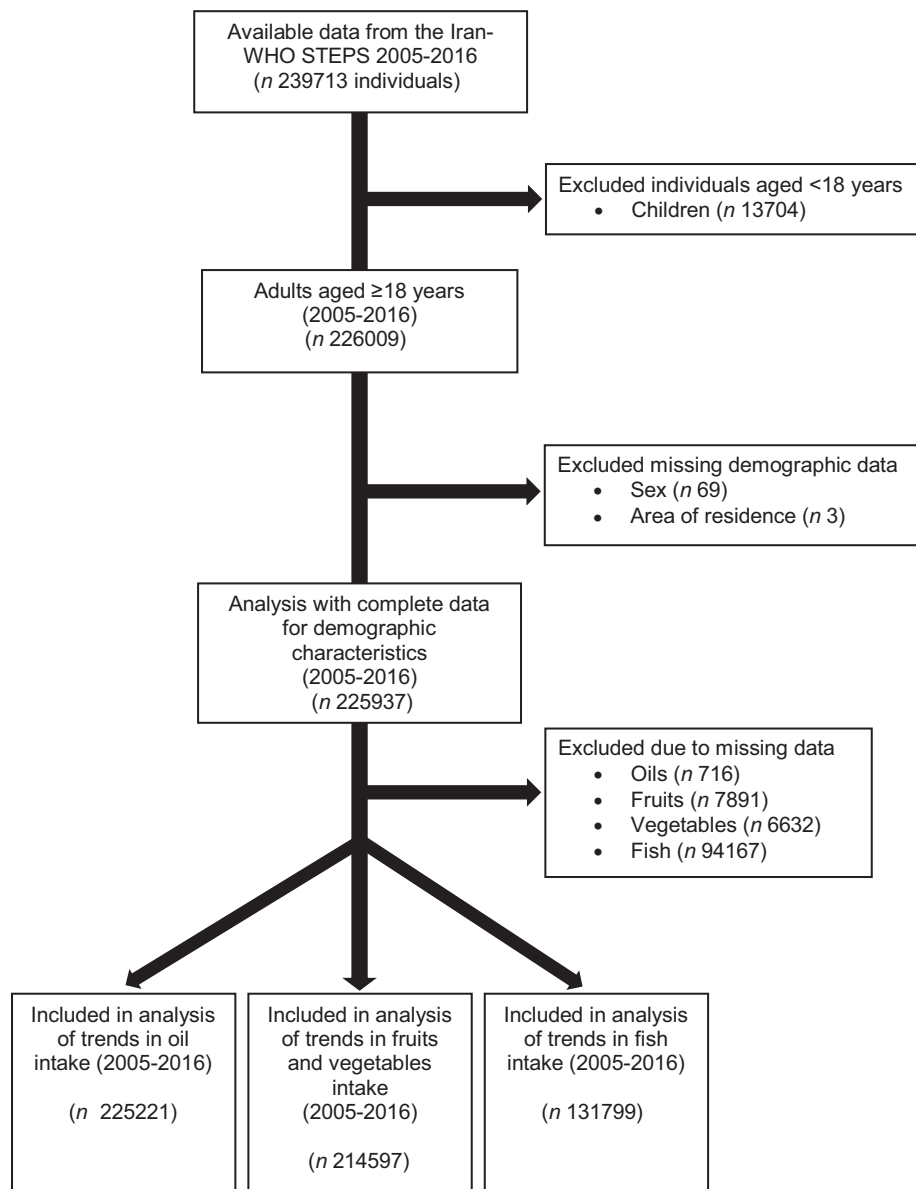 Available data from the Iran-
WHO STEPS 2005-2016
(n 239713 individuals)
Excluded individuals aged <18 years
• Children (n 13704)
Adults aged ≥18 years
(2005-2016)
(n 226009)
Excluded missing demographic data
• Sex (n 69)
• Area of residence (n 3)
Analysis with complete data
for demographic
characteristics
(2005-2016)
(n 225937)
Excluded due to missing data
• Oils (n 716)
• Fruits (n 7891)
• Vegetables (n 6632)
• Fish (n 94167)
Included in analysis
of trends in oil
intake (2005-2016)
(n 225221)
Included in analysis
of trends in fruits
and vegetables
intake
(2005-2016)
(n 214597)
Included in analysis
of trends in fish
intake (2005-2016)
(n 131799)